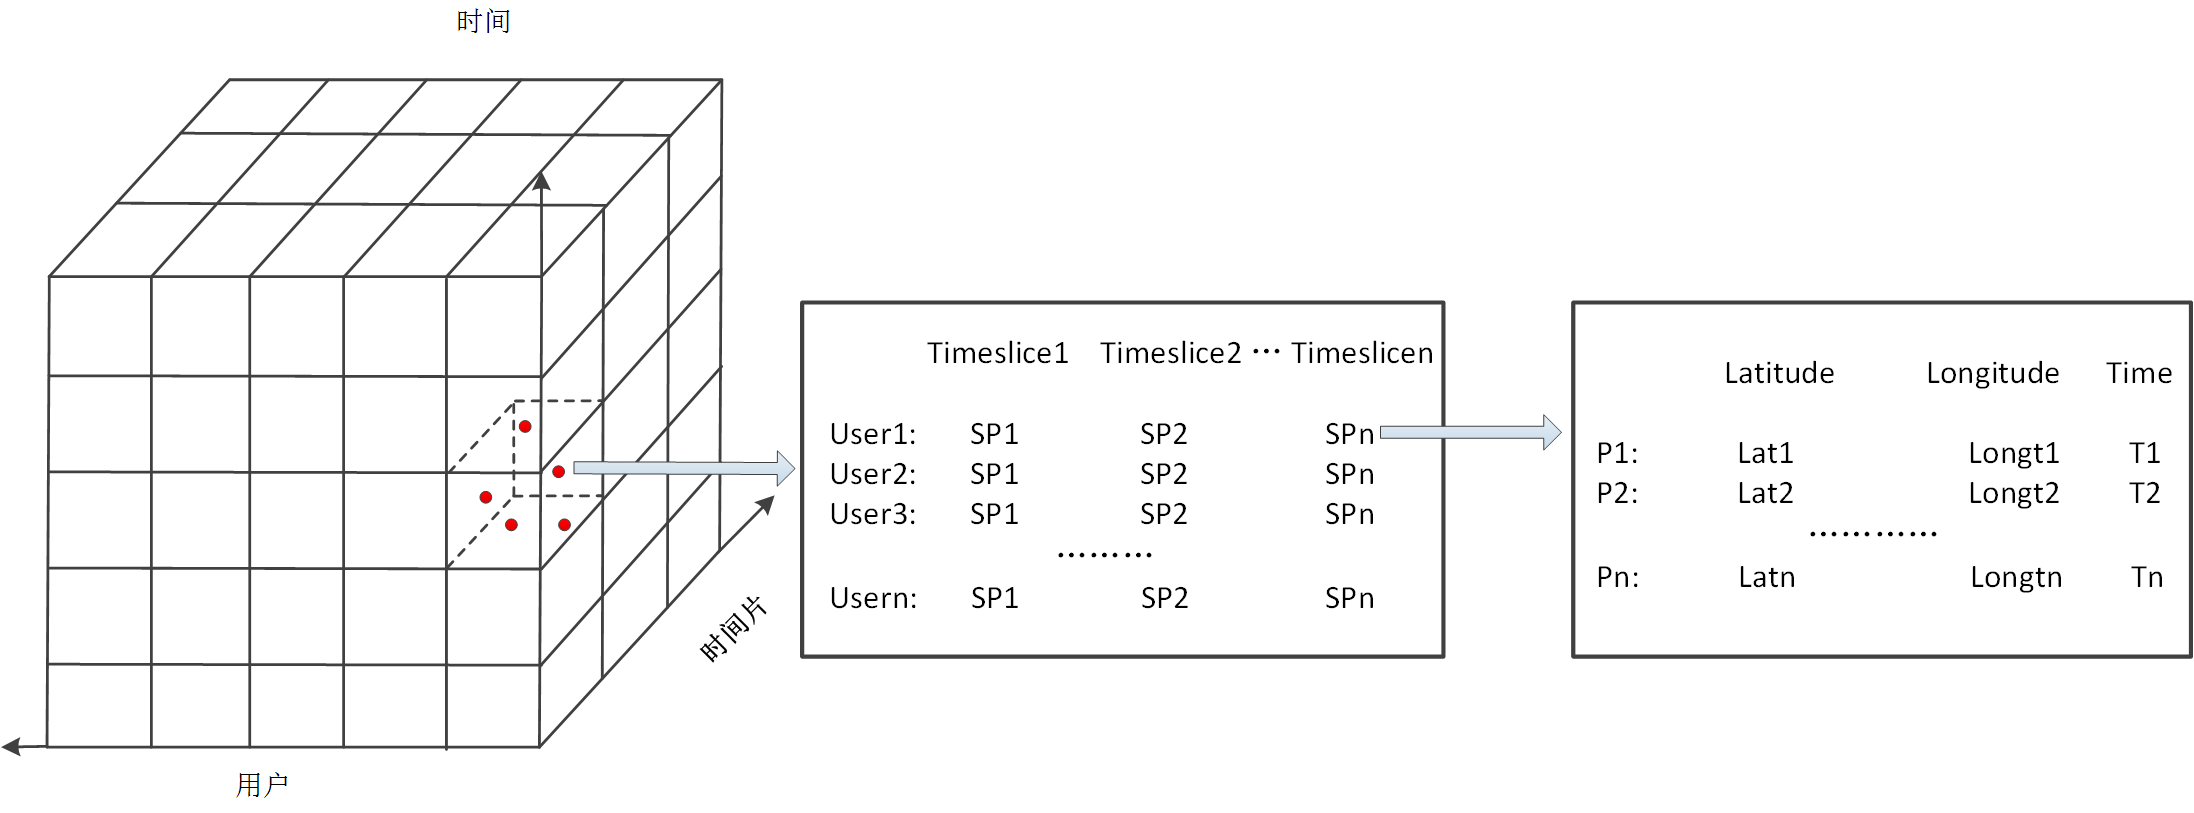 时间
用户
时间片
Timeslice1 Timeslice2 ··· Timeslicen
User1: SP1 SP2 SPn
User2: SP1 SP2 SPn
User3: SP1 SP2 SPn
·········
Usern: SP1 SP2 SPn
Latitude Longitude Time
P1: Lat1 Longt1 T1
P2: Lat2 Longt2 T2
············
Pn: Latn Longtn Tn